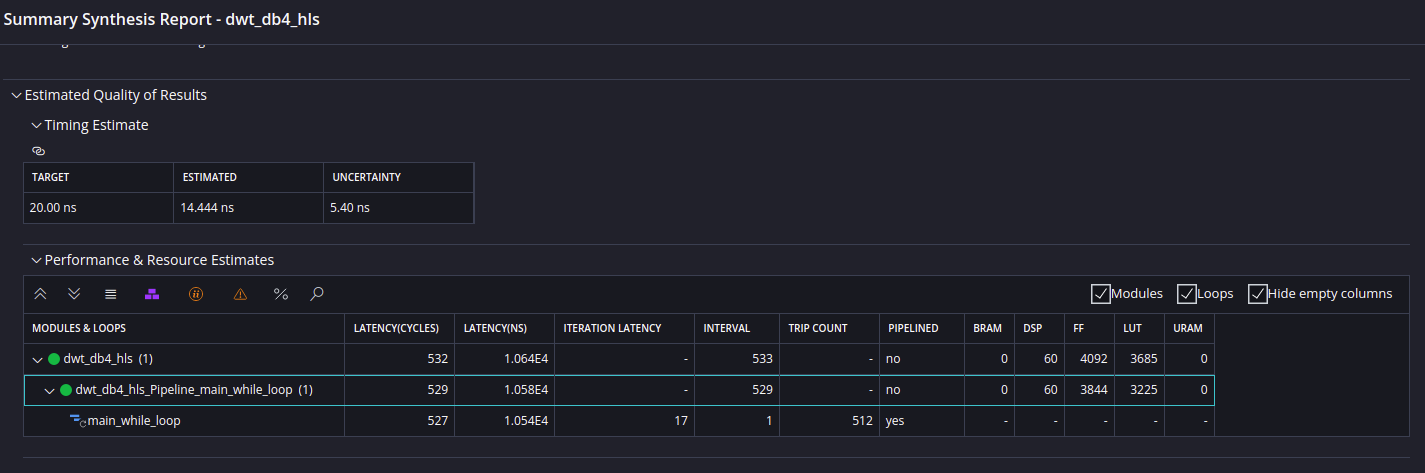 Summary Synthesis Report - dwt_db4_hls
Estimated Quality of Results
Timing Estimate
TARGET ESTIMATED UNCERTAINTY
20.00 ns 14.444 ns 5.40 ns
Performance & Resource Estimates
% Modules Loops Hide empty columns
MODULES & LOOPS LATENCY(CYCLES) LATENCY(NS) ITERATION LATENCY INTERVAL TRIP COUNT PIPELINED BRAM DSP FF LUT URAM
dwt_db4_hls (1) 532 1.064E4 - 533 - no 0 60 4092 3685 0
dwt_db4_hls_Pipeline_main_while_loop (1) 529 1.058E4 - 529 - no 0 60 3844 3225 0
main_while_loop 527 1.054E4 17 1 512 yes - - - - -